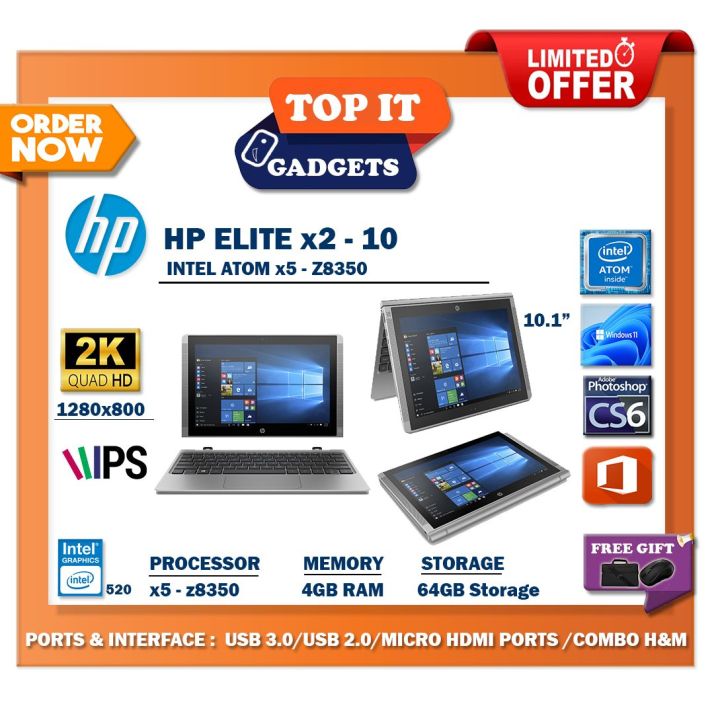 LIMITED
OFFER
TOP IT
GADGETS
ORDER
NOW
hp
HP ELITE x2 - 10
INTEL ATOM x5 - Z8350
intel
ATOM™
inside™
10.1”
Windows 11
2K
QUAD HD
1280x800
IPS
Adobe
Photoshop
CS6
Intel®
GRAPHICS
intel
520
PROCESSOR
x5 - z8350
MEMORY
4GB RAM
STORAGE
64GB Storage
FREE GIFT
PORTS & INTERFACE : USB 3.0/USB 2.0/MICRO HDMI PORTS /COMBO H&M